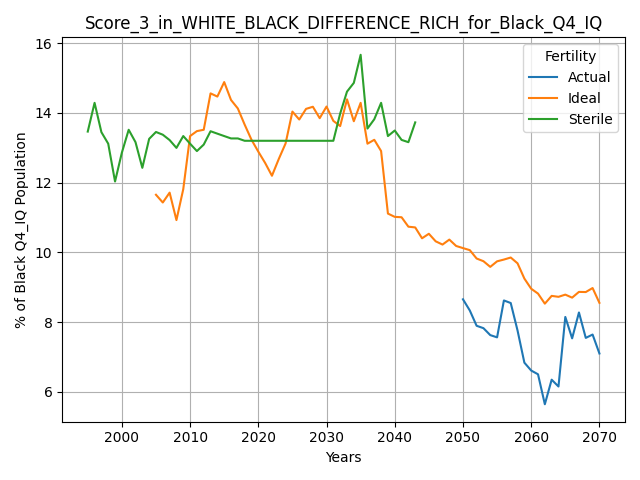 Score_3_in_WHITE_BLACK_DIFFERENCE_RICH_for_Black_Q4_IQ
Fertility
Actual
Ideal
Sterile
% of Black Q4_IQ Population
16
14
12
10
8
6
2000 2010 2020 2030 2040 2050 2060 2070
Years